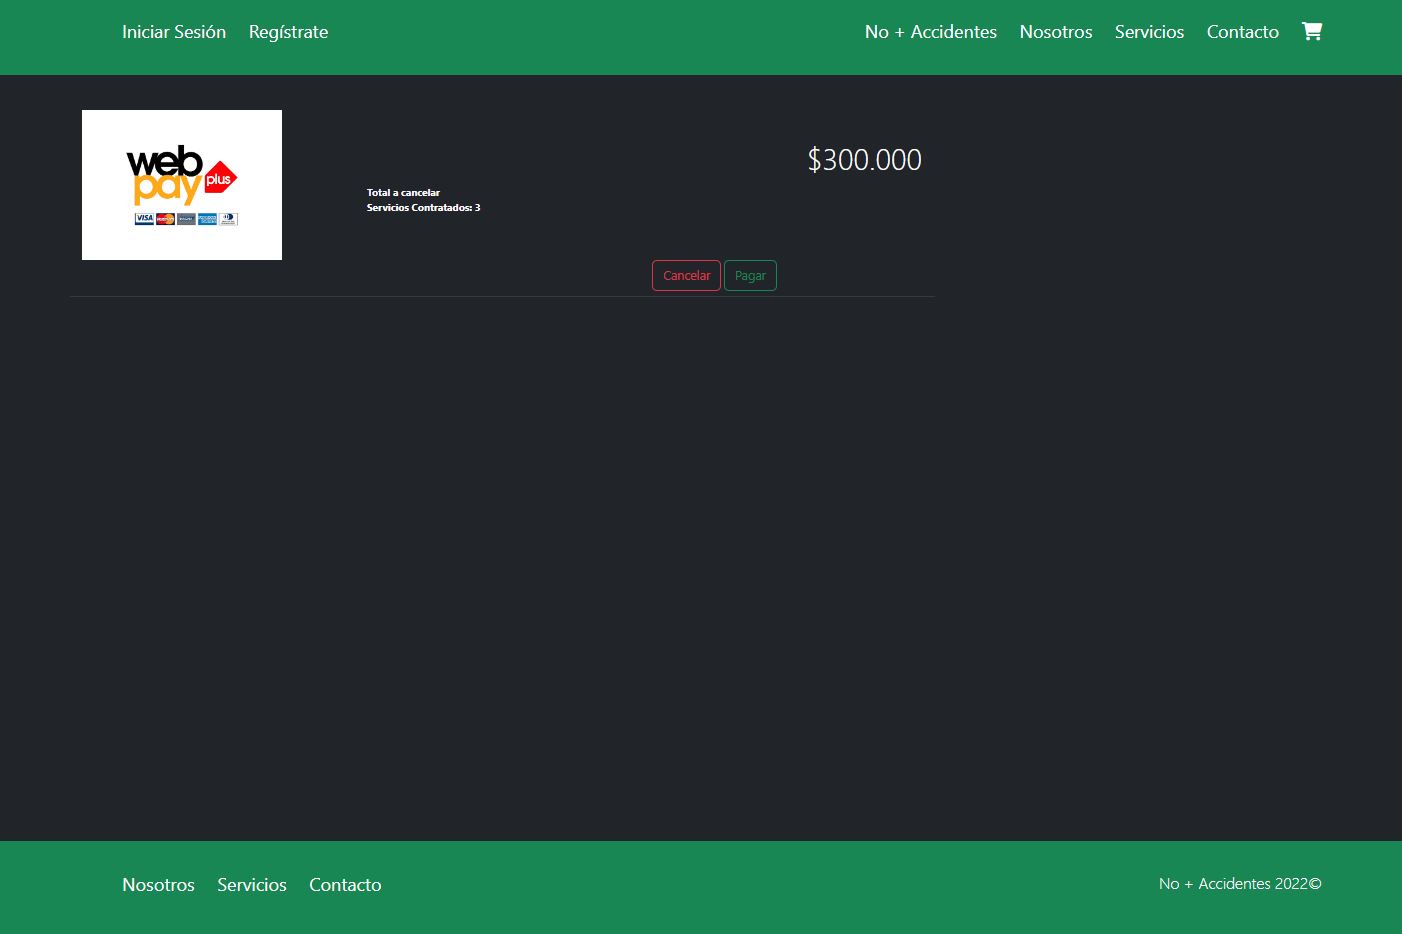 Iniciar Sesión Regístrate No + Accidentes Nosotros Servicios Contacto
web
pay
plus
VISA
$300.000
Total a cancelar
Servicios Contratados: 3
Cancelar Pagar
Nosotros Servicios Contacto No + Accidentes 2022©